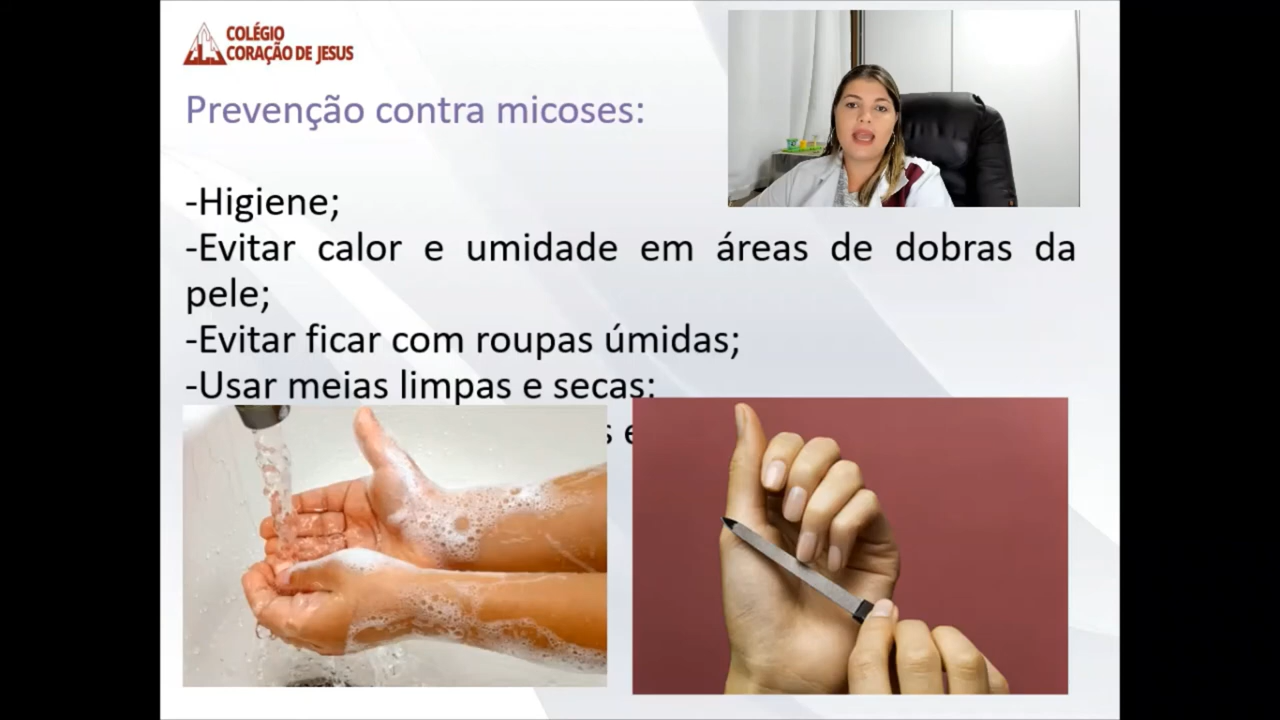 COLÉGIO
CORAÇÃO DE JESUS
Prevenção contra micoses:
-Higiene;
-Evitar calor e umidade em áreas de dobras da
pele;
-Evitar ficar com roupas úmidas;
-Usar meias limpas e secas;